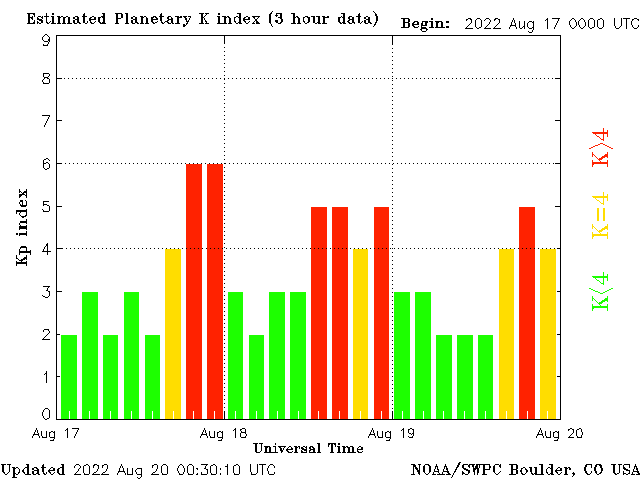 Estimated Planetary K index (3 hour data) Begin: 2022 Aug 17 0000 UTC
9
8
7
6
5
4
3
2
1
0
Kp index
K>4
K=4
K<4
Aug 17 Aug 18 Aug 19 Aug 20
Universal Time
Updated 2022 Aug 20 00:30:10 UTC NOAA/SWPC Boulder, CO USA